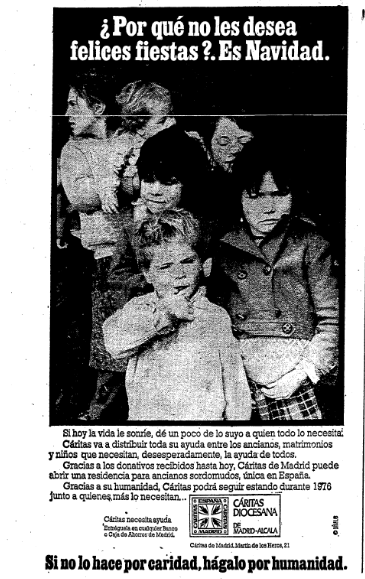 ¿Por qué no les desea
felices fiestas?. Es Navidad.
Si hoy la vida le sonríe, dé un poco de lo suyo a quien todo lo necesita.
Cáritas va a distribuir toda su ayuda entre los ancianos, matrimonios
y niños que necesitan, desesperadamente, la ayuda de todos.
Gracias a los donativos recibidos hasta hoy, Cáritas de Madrid puede
abrir una residencia para ancianos sordomudos, única en España.
Gracias a su humanidad, Cáritas podrá seguir estando durante 1976
junto a quienes más lo necesitan...
Cáritas necesita ayuda
Entréguela en cualquier Banco
o Caja de Ahorros de Madrid.
CARITAS
ESPAÑA
CARITAS
MADRID
CÁRITAS
DIOCESANA
DE
MADRID-ALCALA
Cáritas de Madrid. Martín de los Heros, 21
Si no lo hace por caridad, hágalo por humanidad.